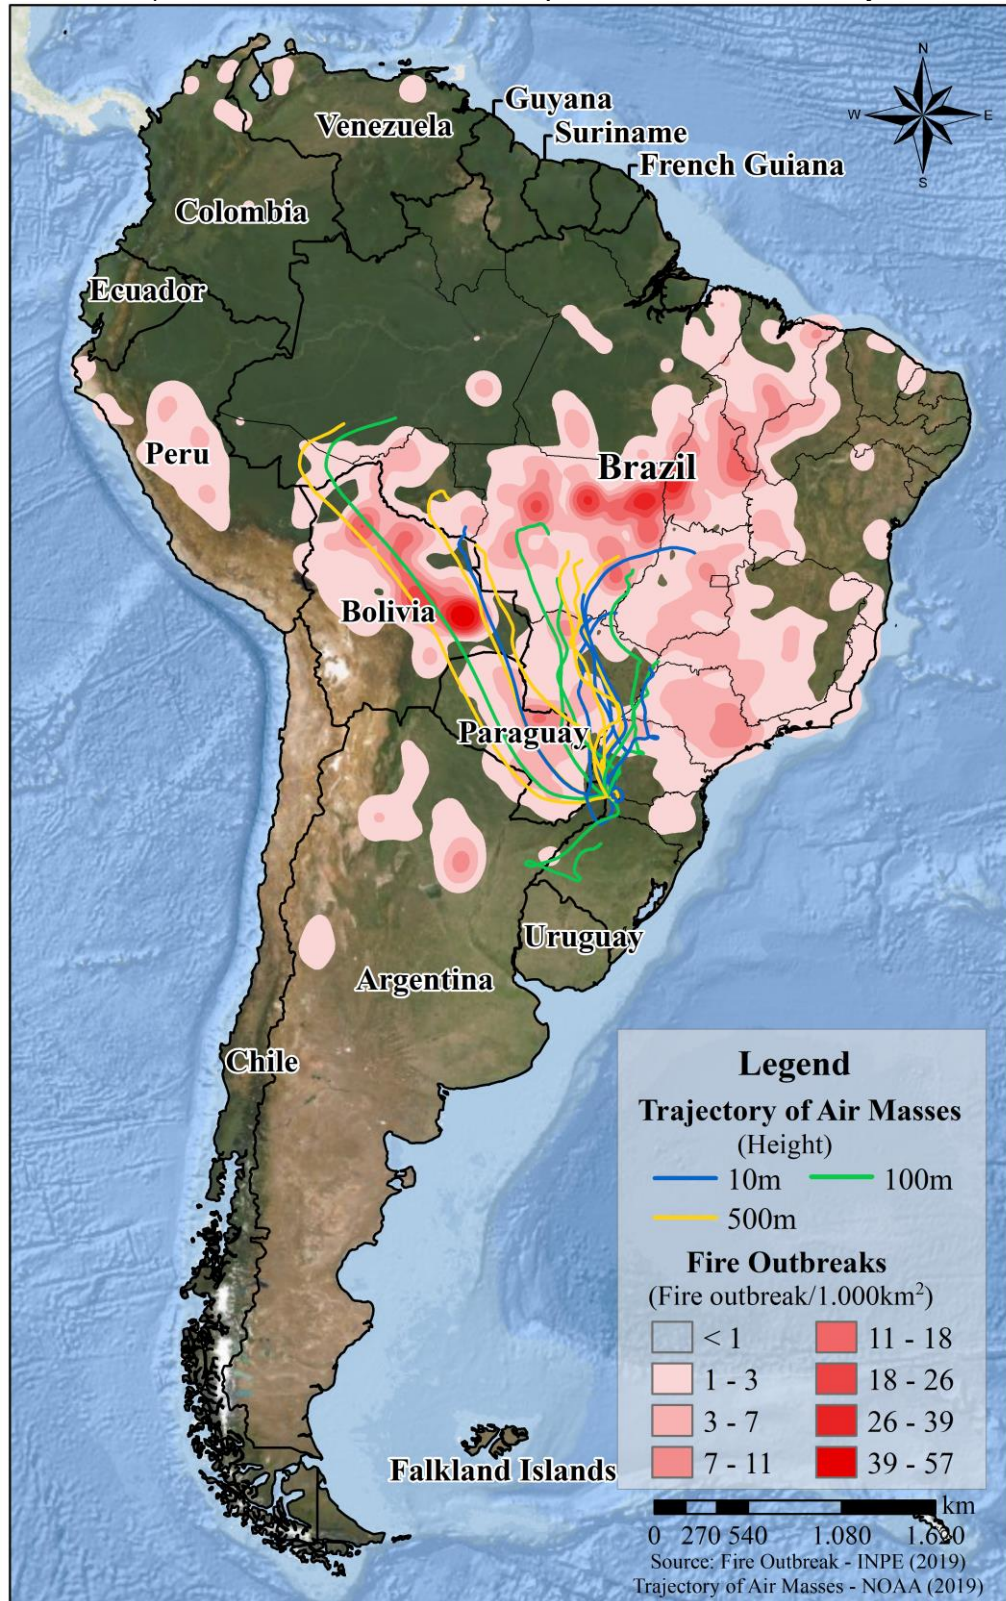 N
W
E
S
Guyana
Suriname
French Guiana
Venezuela
Colombia
Ecuador
Peru
Brazil
Bolivia
Paraguay
Uruguay
Argentina
Chile
Falkland Islands
Legend
Trajectory of Air Masses
(Height)
10m 100m
500m
Fire Outbreaks
(Fire outbreak/1.000km²)
< 1 11 - 18
1 - 3 18 - 26
3 - 7 26 - 39
7 - 11 39 - 57
km
0 270 540 1.080 1.620
Source: Fire Outbreak - INPE (2019)
Trajectory of Air Masses - NOAA (2019)